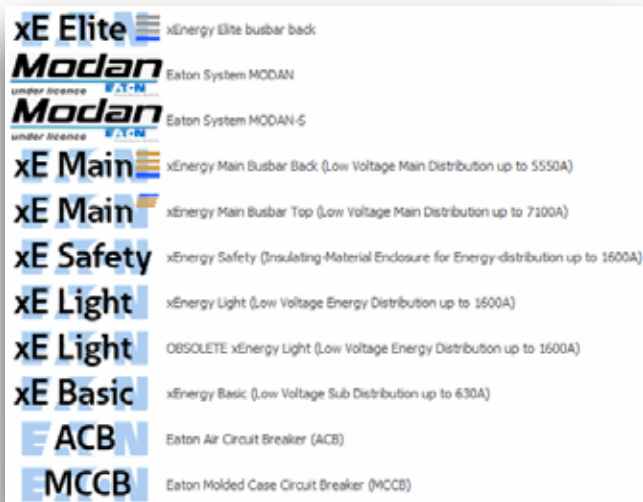 xE Elite xEnergy Elite busbar back
Modan Eaton System MODAN
under licence EATON
Modan Eaton System MODAN-S
under licence EATON
xE Main xEnergy Main Busbar Back (Low Voltage Main Distribution up to 5550A)
xE Main xEnergy Main Busbar Top (Low Voltage Main Distribution up to 7100A)
xE Safety xEnergy Safety (Insulating-Material Enclosure for Energy-distribution up to 1600A)
xE Light xEnergy Light (Low Voltage Energy Distribution up to 1600A)
xE Light OBSOLETE xEnergy Light (Low Voltage Energy Distribution up to 1600A)
xE Basic xEnergy Basic (Low Voltage Sub Distribution up to 630A)
ACB Eaton Air Circuit Breaker (ACB)
MCCB Eaton Molded Case Circuit Breaker (MCCB)